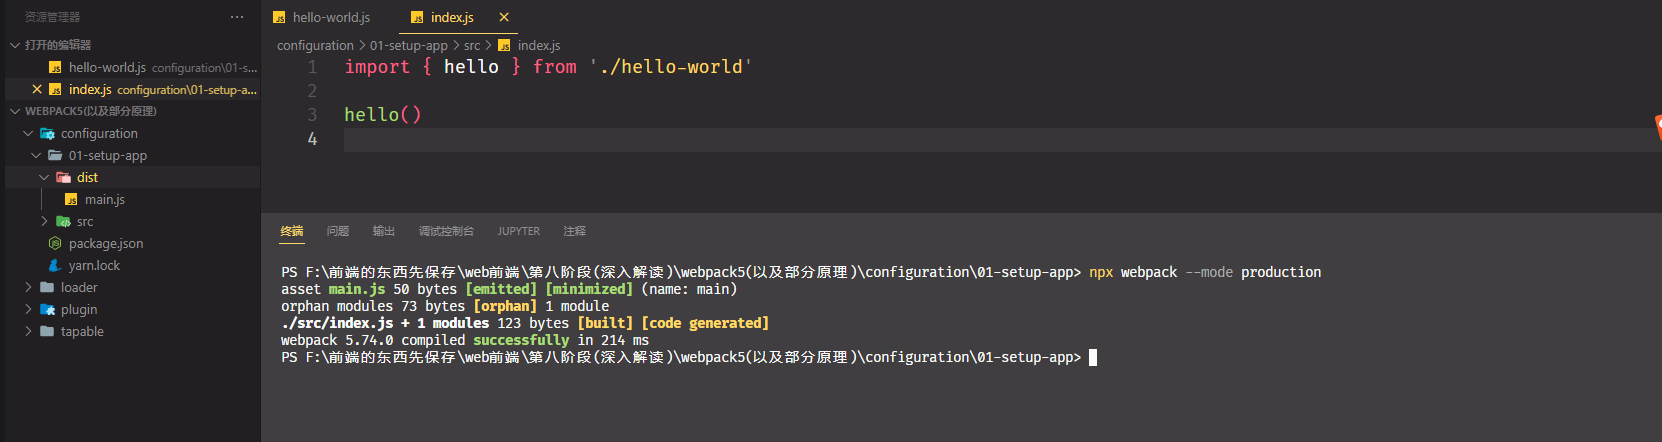 资源管理器 ···
打开的编辑器
JS hello-world.js configuration\01-s...
JS index.js configuration\01-setup-a...
WEBPACK5(以及部分原理)
configuration
01-setup-app
dist
JS main.js
src
package.json
yarn.lock
loader
plugin
tapable
JS hello-world.js JS index.js
configuration > 01-setup-app > src > JS index.js
1 import { hello } from './hello-world'
2
3 hello()
4
终端 问题 输出 调试控制台 JUPYTER 注释
PS F:\前端的东西先保存\web前端\第八阶段(深入解读)\webpack5(以及部分原理)\configuration\01-setup-app> npx webpack --mode production
asset main.js 50 bytes [emitted] [minimized] (name: main)
orphan modules 73 bytes [orphan] 1 module
./src/index.js + 1 modules 123 bytes [built] [code generated]
webpack 5.74.0 compiled successfully in 214 ms
PS F:\前端的东西先保存\web前端\第八阶段(深入解读)\webpack5(以及部分原理)\configuration\01-setup-app>